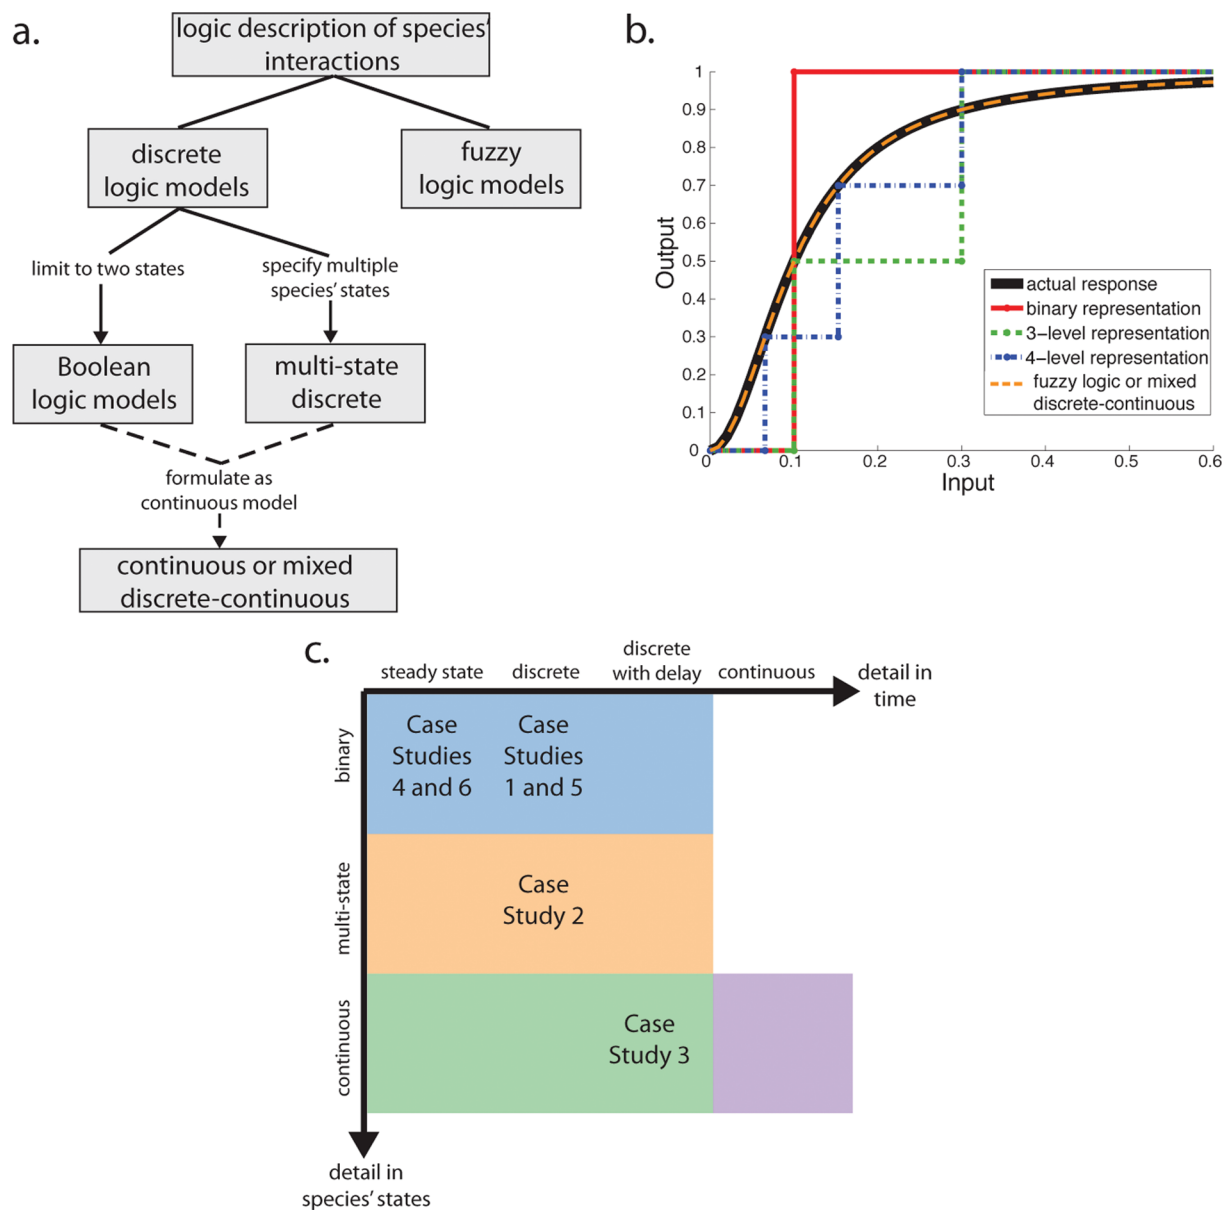 a.
logic description of species'
interactions
discrete
logic models
fuzzy
logic models
limit to two states
specify multiple
species' states
Boolean
logic models
multi-state
discrete
formulate as
continuous model
continuous or mixed
discrete-continuous
b.
1
0.9
0.8
0.7
0.6
0.5
0.4
0.3
0.2
0.1
0
Output
0
0.1
0.2
0.3
0.4
0.5
0.6
Input
actual response
binary representation
3-level representation
4-level representation
fuzzy logic or mixed
discrete-continuous
c.
steady state
discrete
discrete
with delay
continuous
detail in
time
binary
multi-state
continuous
Case
Studies
4 and 6
Case
Studies
1 and 5
Case
Study 2
Case
Study 3
detail in
species' states